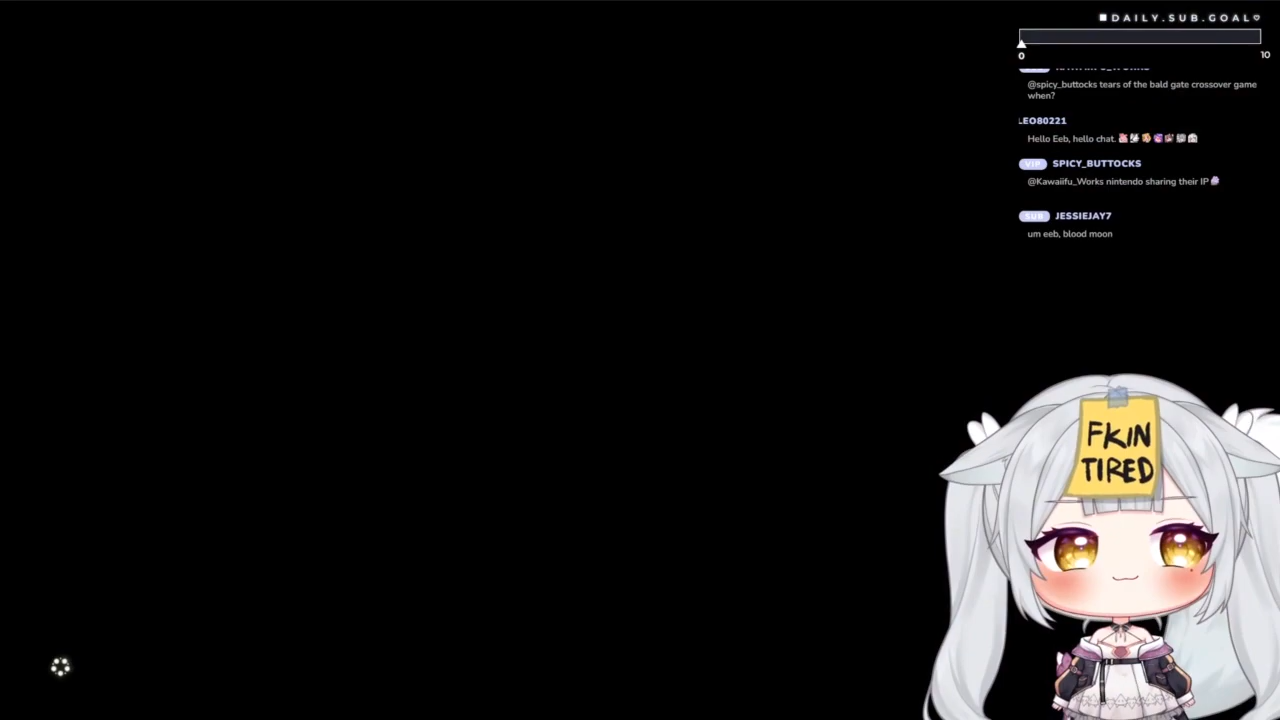 DAILY.SUB.GOAL
0
10
@spicy_buttocks tears of the bald gate crossover game
when?
LEO80221
Hello Eeb, hello chat.
VIP SPICY_BUTTOCKS
@Kawaiifu_Works nintendo sharing their IP
SUB JESSIEJAY7
um eeb, blood moon
FKIN
TIRED